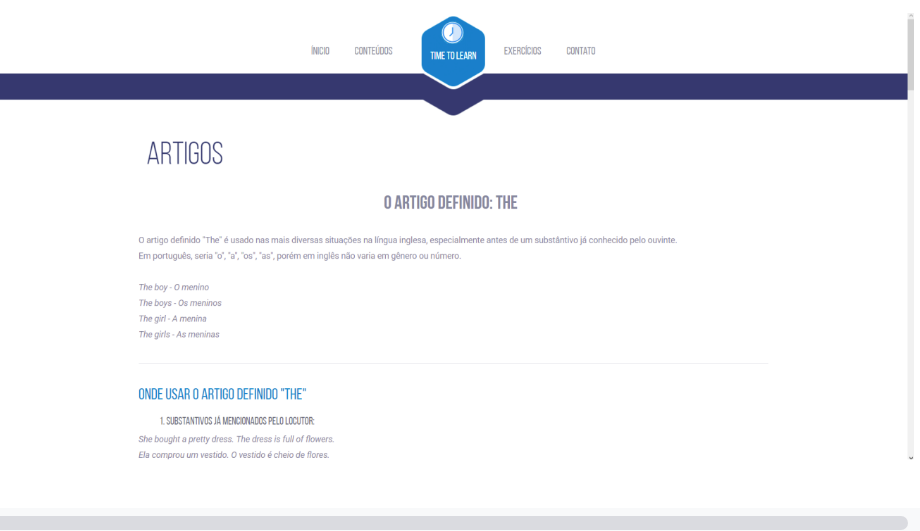 ÍNICIO CONTEÚDOS TIME TO LEARN EXERCÍCIOS CONTATO
ARTIGOS
O ARTIGO DEFINIDO: THE
O artigo definido "The" é usado nas mais diversas situações na língua inglesa, especialmente antes de um substântivo já conhecido pelo ouvinte.
Em português, seria "o", "a", "os", "as", porém em inglês não varia em gênero ou número.
The boy - O menino
The boys - Os meninos
The girl - A menina
The girls - As meninas
ONDE USAR O ARTIGO DEFINIDO "THE"
1. SUBSTANTIVOS JÁ MENCIONADOS PELO LOCUTOR:
She bought a pretty dress. The dress is full of flowers.
Ela comprou um vestido. O vestido é cheio de flores.